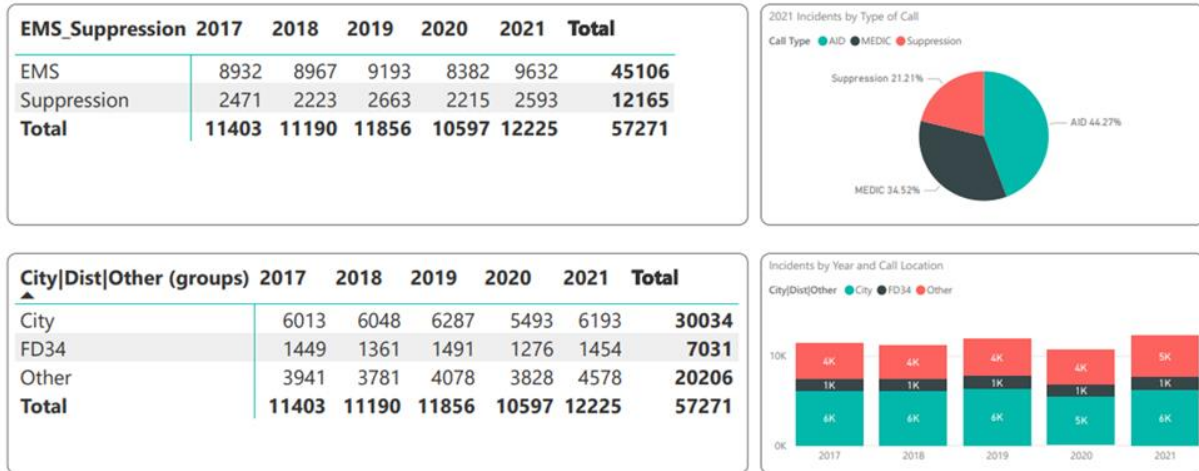 EMS_Suppression 2017 2018 2019 2020 2021 Total
EMS 8932 8967 9193 8382 9632 45106
Suppression 2471 2223 2663 2215 2593 12165
Total 11403 11190 11856 10597 12225 57271
2021 Incidents by Type of Call
Call Type AID MEDIC Suppression
Suppression 21.21%
AID 44.27%
MEDIC 34.52%
City|Dist|Other (groups) 2017 2018 2019 2020 2021 Total
City 6013 6048 6287 5493 6193 30034
FD34 1449 1361 1491 1276 1454 7031
Other 3941 3781 4078 3828 4578 20206
Total 11403 11190 11856 10597 12225 57271
Incidents by Year and Call Location
City|Dist|Other City FD34 Other
10K
4K 4K 4K 4K 5K
1K 1K 1K 1K 1K
6K 6K 6K 5K 6K
0K
2017 2018 2019 2020 2021